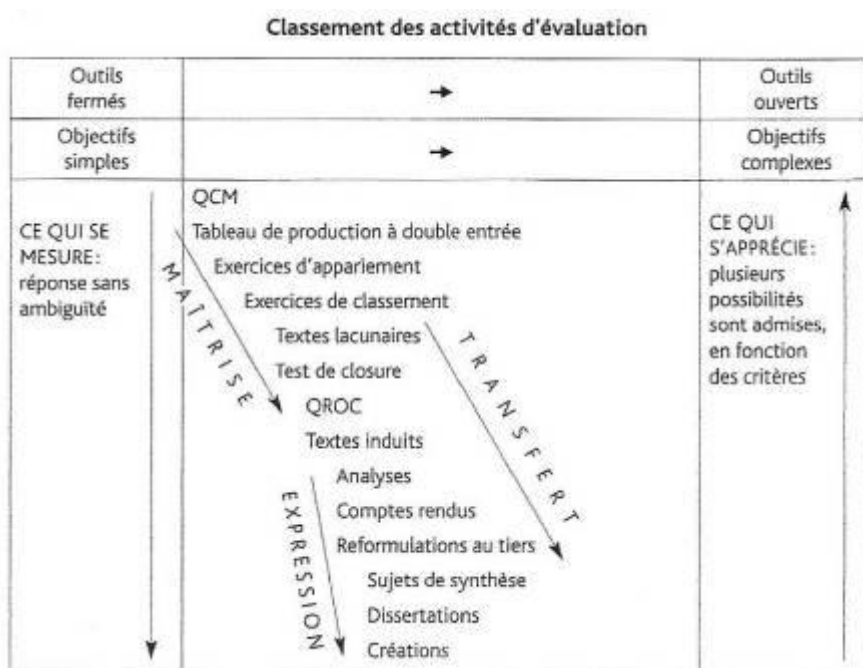 Classement des activités d'évaluation
Outils
fermés
→
Outils
ouverts
Objectifs
simples
→
Objectifs
complexes
CE QUI SE
MESURE :
réponse sans
ambiguïté
QCM
Tableau de production à double entrée
Exercices d'appariement
Exercices de classement
Textes lacunaires
Test de closure
QROC
Textes induits
Analyses
Comptes rendus
Reformulations au tiers
Sujets de synthèse
Dissertations
Créations
MAÎTRISE
EXPRESSION
TRANSFERT
CE QUI
S'APPRÉCIE :
plusieurs
possibilités
sont admises,
en fonction
des critères